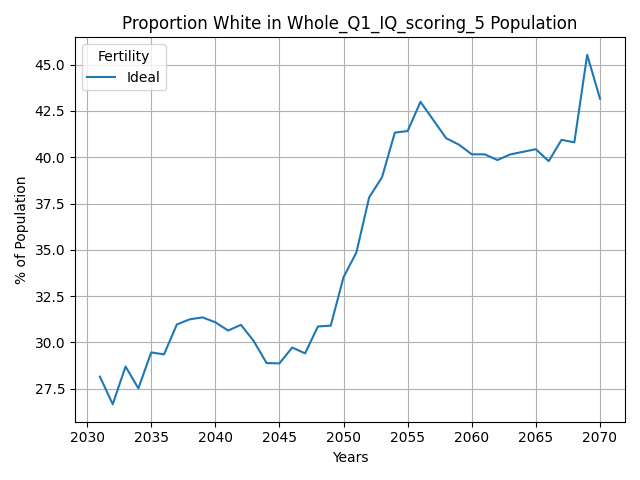 Proportion White in Whole_Q1_IQ_scoring_5 Population
Fertility
Ideal
% of Population
45.0
42.5
40.0
37.5
35.0
32.5
30.0
27.5
2030 2035 2040 2045 2050 2055 2060 2065 2070
Years